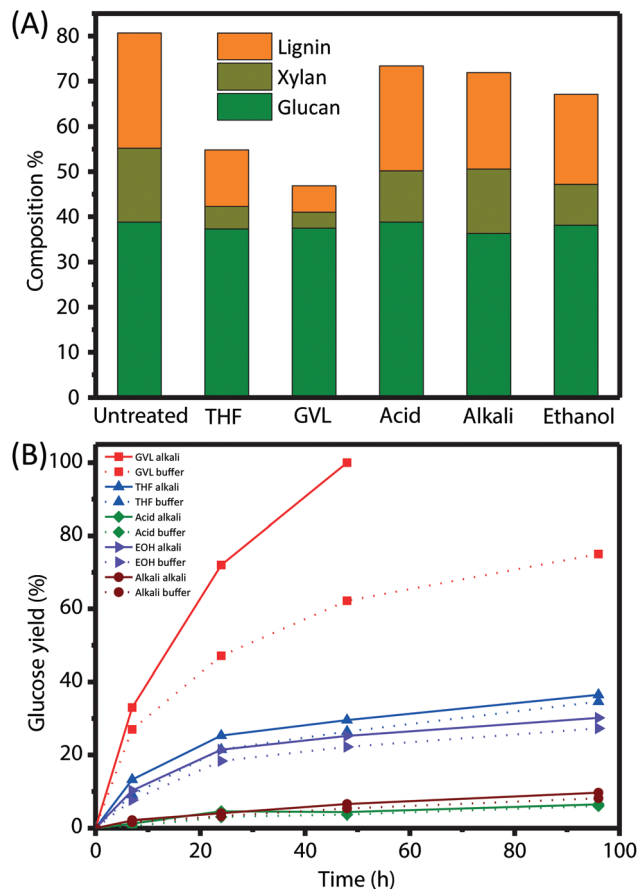 (A)
80
70
60
50
40
30
20
10
0
Composition %
Lignin
Xylan
Glucan
Untreated THF GVL Acid Alkali Ethanol
(B)
100
80
60
40
20
0
Glucose yield (%)
GVL alkali
GVL buffer
THF alkali
THF buffer
Acid alkali
Acid buffer
EOH alkali
EOH buffer
Alkali alkali
Alkali buffer
0 20 40 60 80 100
Time (h)